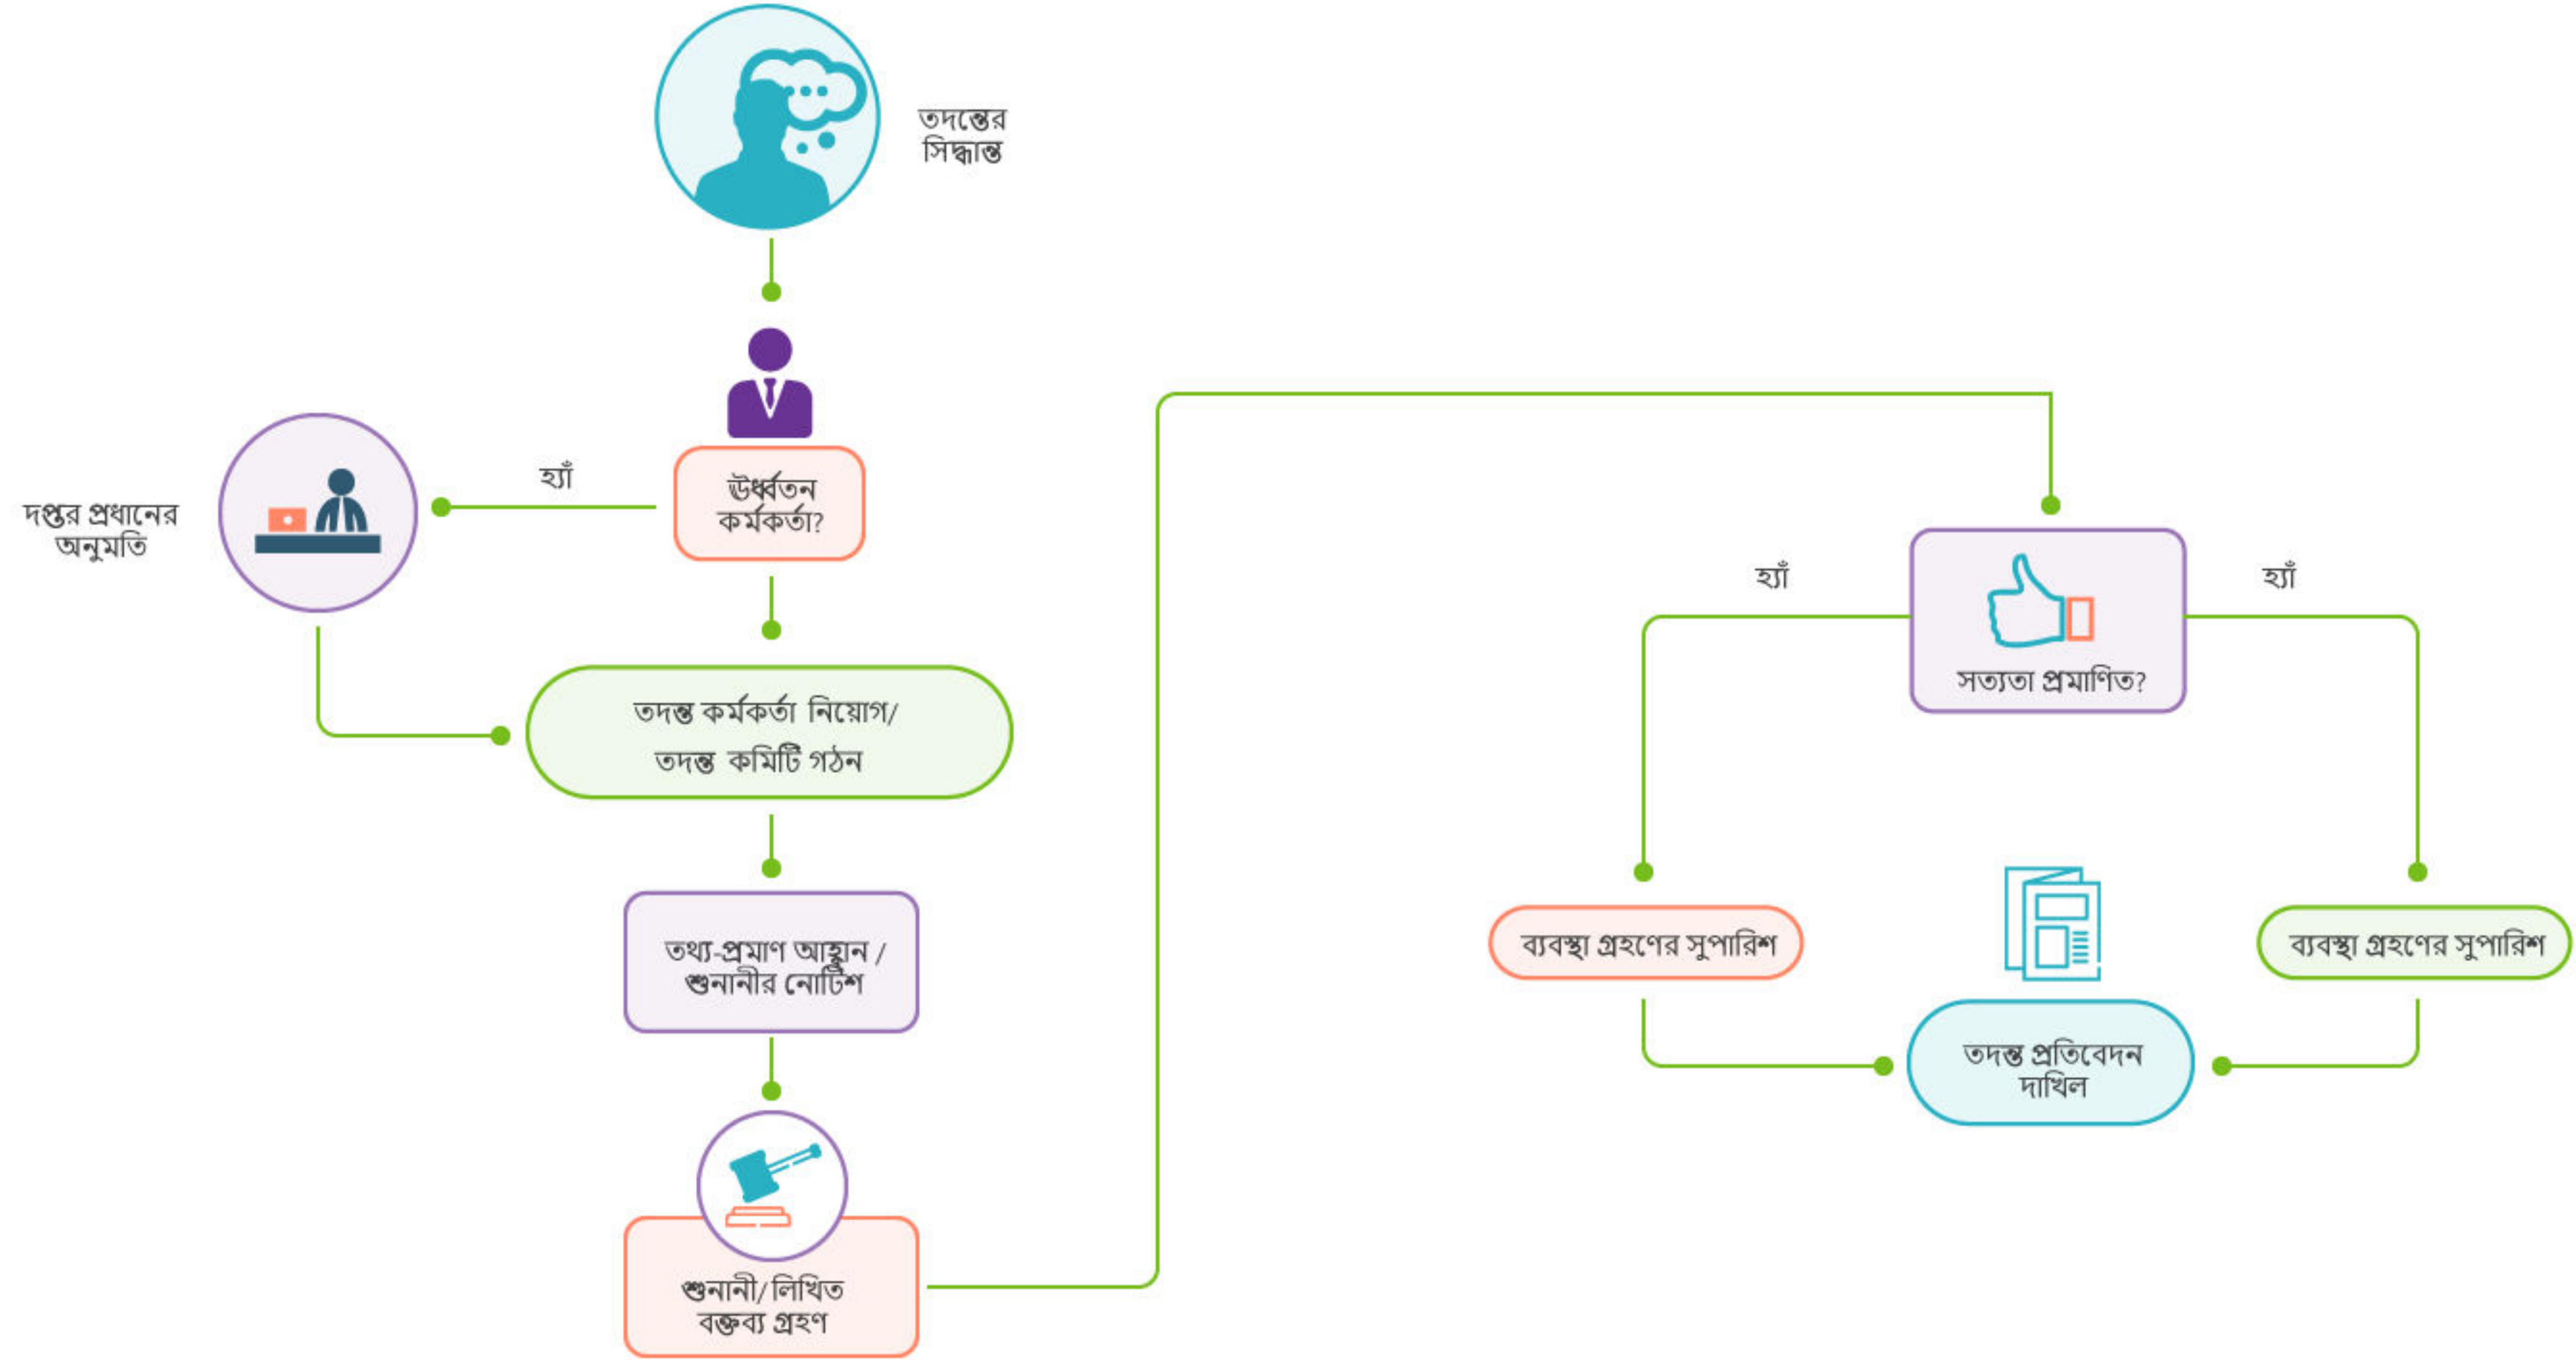 তদন্তের
সিদ্ধান্ত
ঊর্ধ্বতন
কর্মকর্তা?
হ্যাঁ
দপ্তর প্রধানের
অনুমতি
তদন্ত কর্মকর্তা নিয়োগ/
তদন্ত কমিটি গঠন
তথ্য-প্রমাণ আহ্বান /
শুনানীর নোটিশ
শুনানী/লিখিত
বক্তব্য গ্রহণ
সত্যতা প্রমাণিত?
হ্যাঁ
হ্যাঁ
ব্যবস্থা গ্রহণের সুপারিশ
ব্যবস্থা গ্রহণের সুপারিশ
তদন্ত প্রতিবেদন
দাখিল